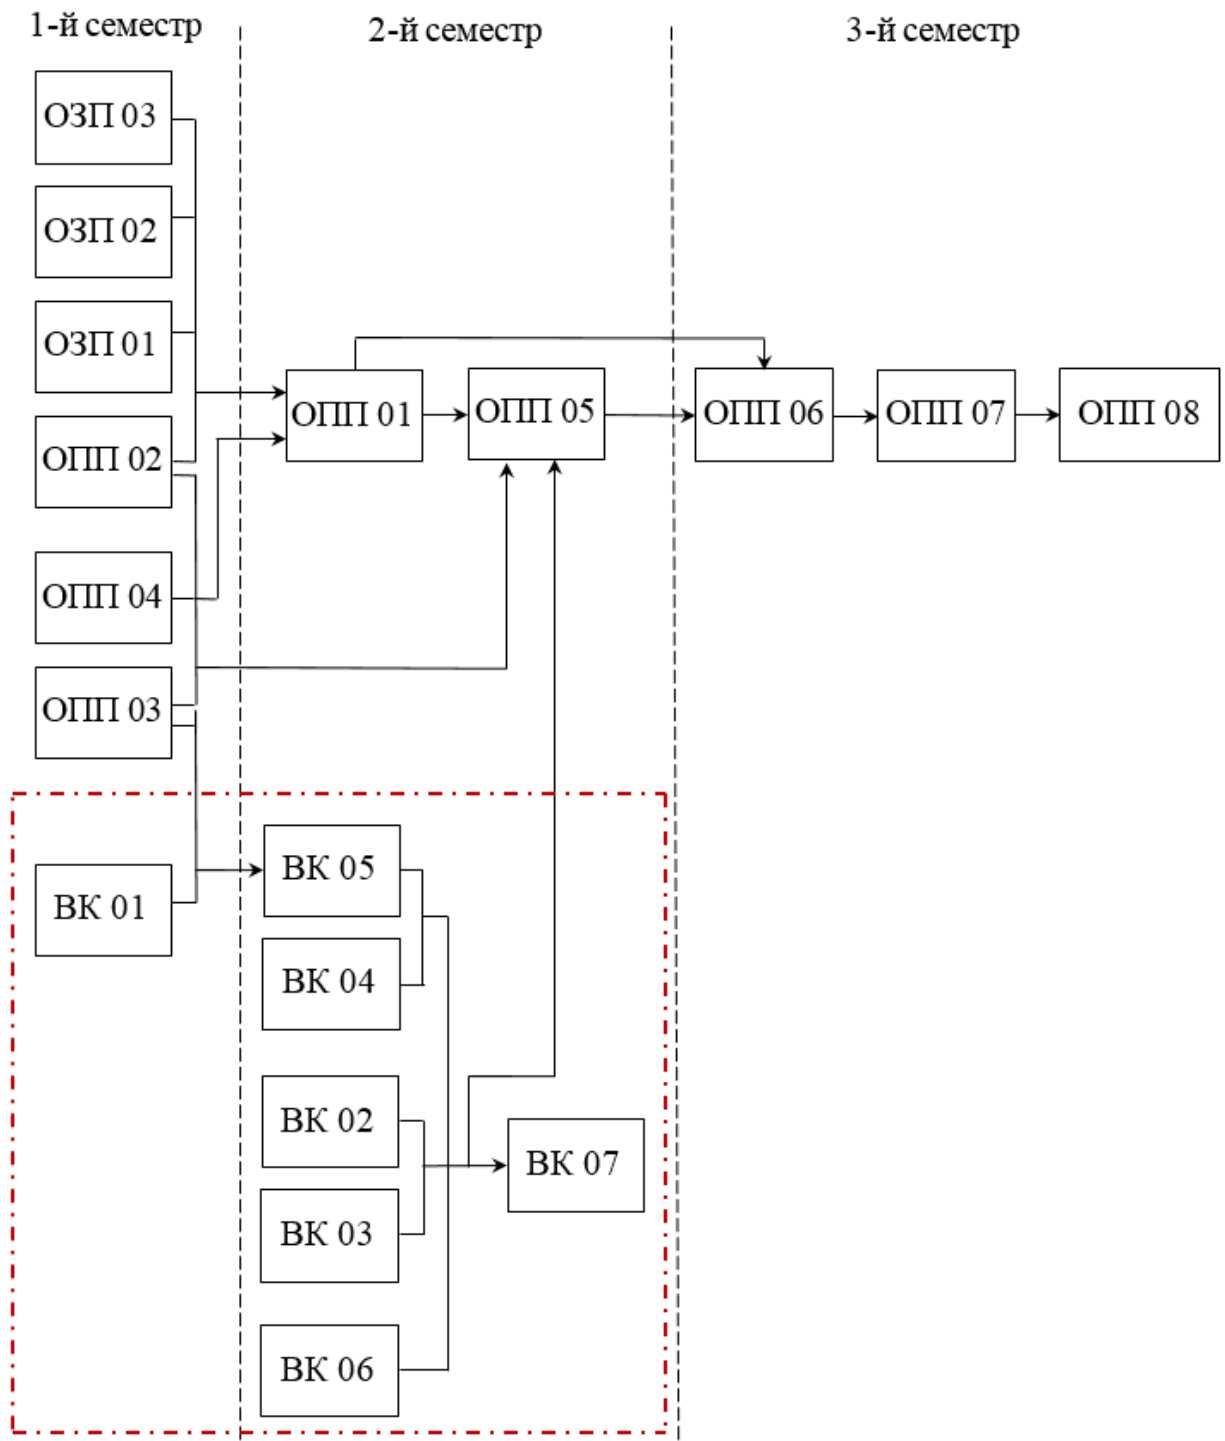 1-й семестр
2-й семестр
3-й семестр
ОЗП 03
ОЗП 02
ОЗП 01
ОПП 02
ОПП 04
ОПП 03
ОПП 01
ОПП 05
ОПП 06
ОПП 07
ОПП 08
ВК 01
ВК 05
ВК 04
ВК 02
ВК 03
ВК 06
ВК 07